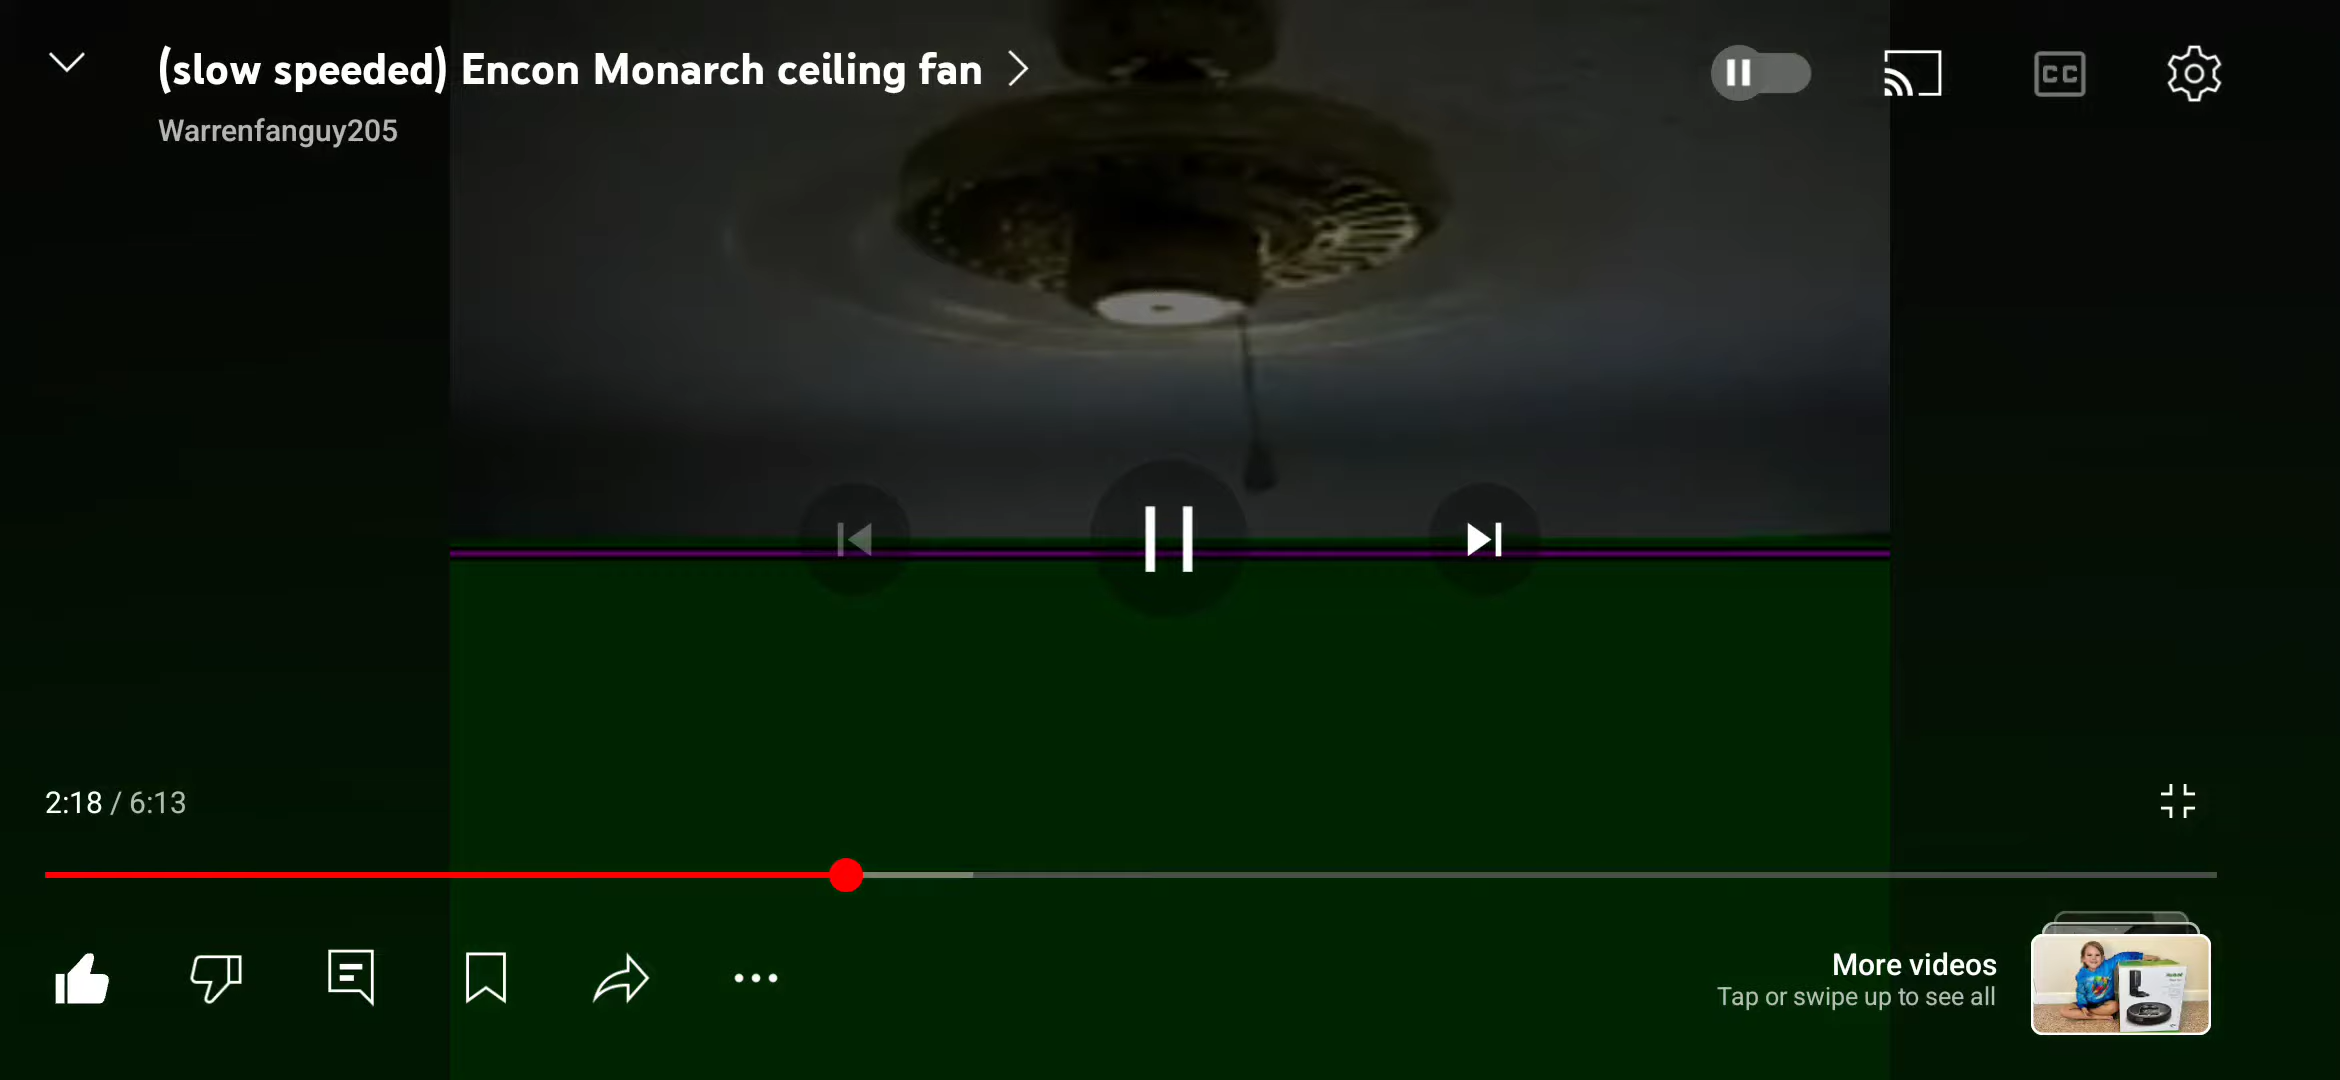 (slow speeded) Encon Monarch ceiling fan
Warrenfanguy205
CC
2:18 / 6:13
More videos
Tap or swipe up to see all